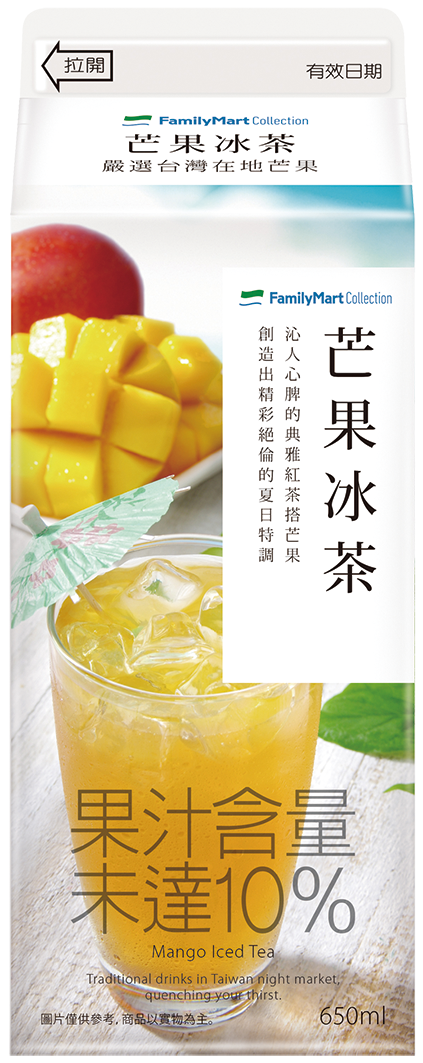 拉開
有效日期
FamilyMart Collection
芒果冰茶
嚴選台灣在地芒果
FamilyMart Collection
芒果冰茶
沁人心脾的典雅紅茶搭芒果
創造出精彩絕倫的夏日特調
果汁含量
未達10%
Mango Iced Tea
Traditional drinks in Taiwan night market,
quenching your thirst.
圖片僅供參考，商品以實物為主。
650ml